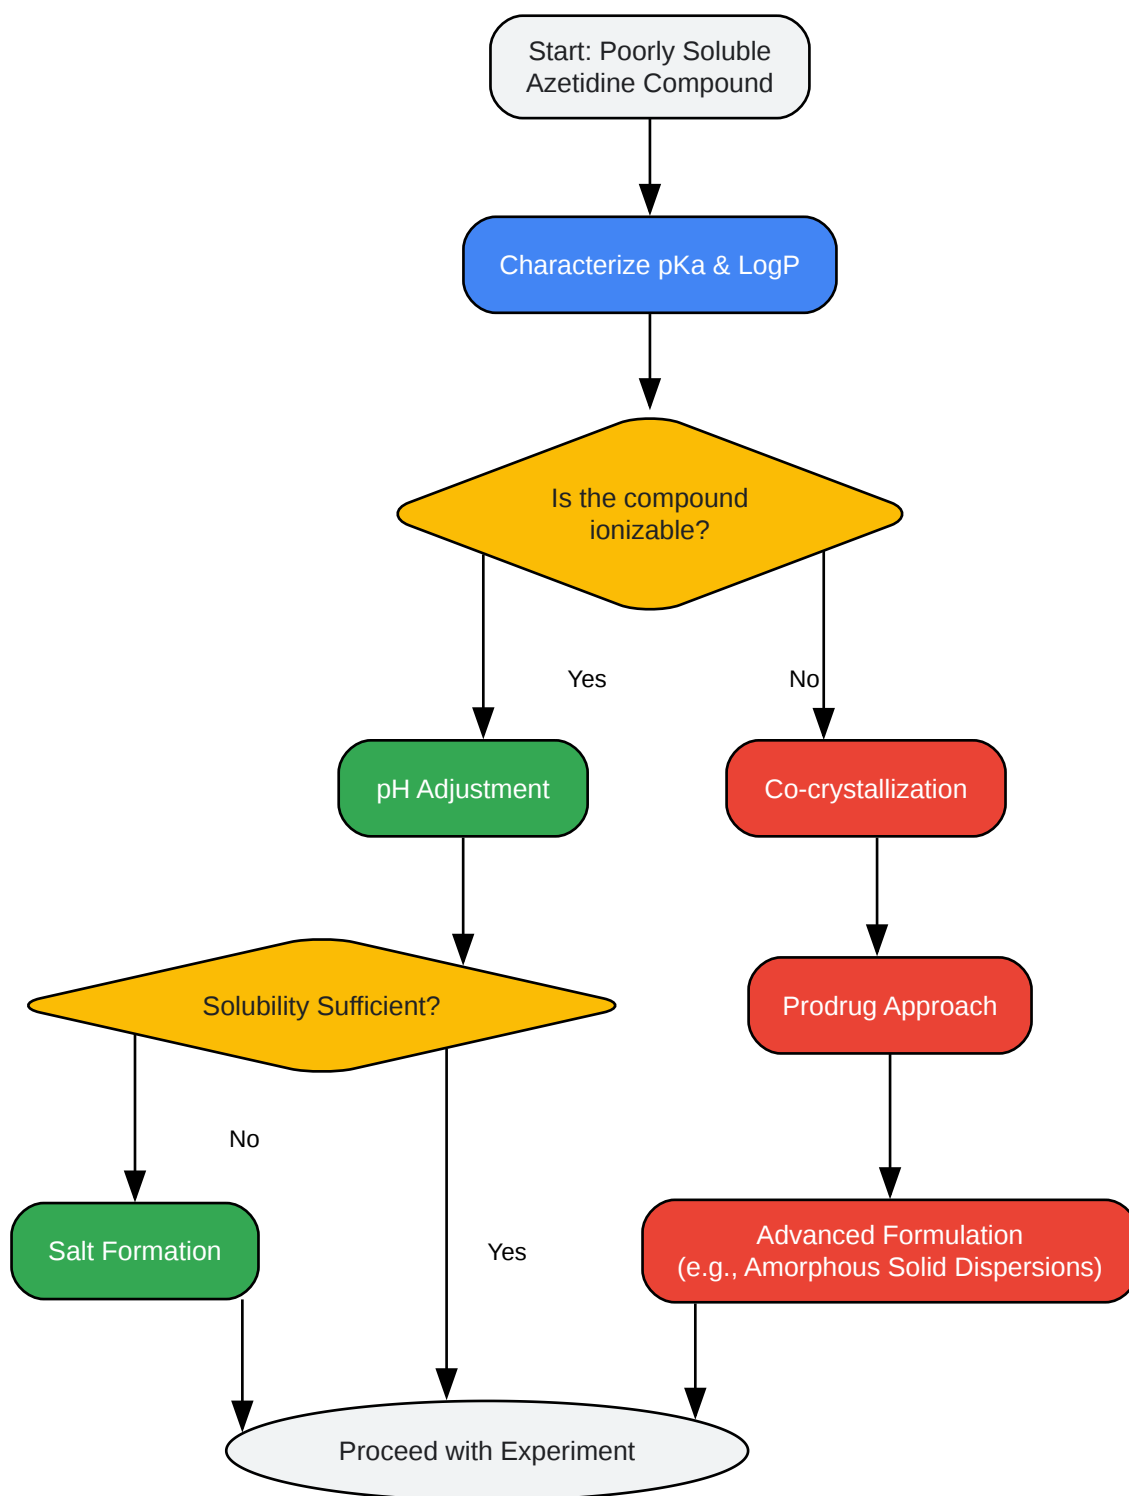 Start: Poorly Soluble
Azetidine Compound
Characterize pKa & LogP
Is the compound
ionizable?
Yes
No
pH Adjustment
Co-crystallization
Solubility Sufficient?
Prodrug Approach
No
Salt Formation
Yes
Advanced Formulation
(e.g., Amorphous Solid Dispersions)
Proceed with Experiment